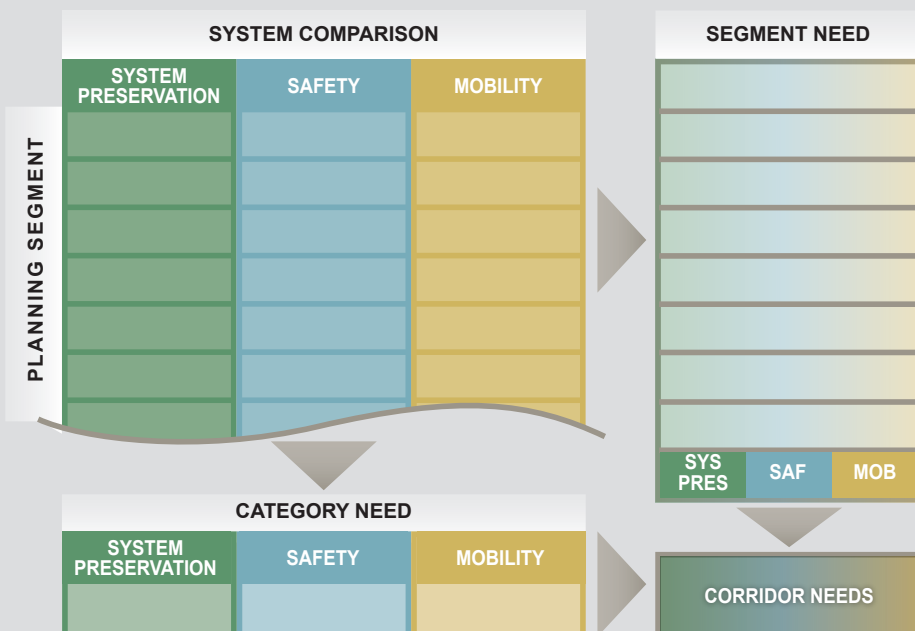 SYSTEM COMPARISON
SYSTEM
PRESERVATION
SAFETY
MOBILITY
PLANNING SEGMENT
SEGMENT NEED
SYS
PRES
SAF
MOB
CATEGORY NEED
SYSTEM
PRESERVATION
SAFETY
MOBILITY
CORRIDOR NEEDS